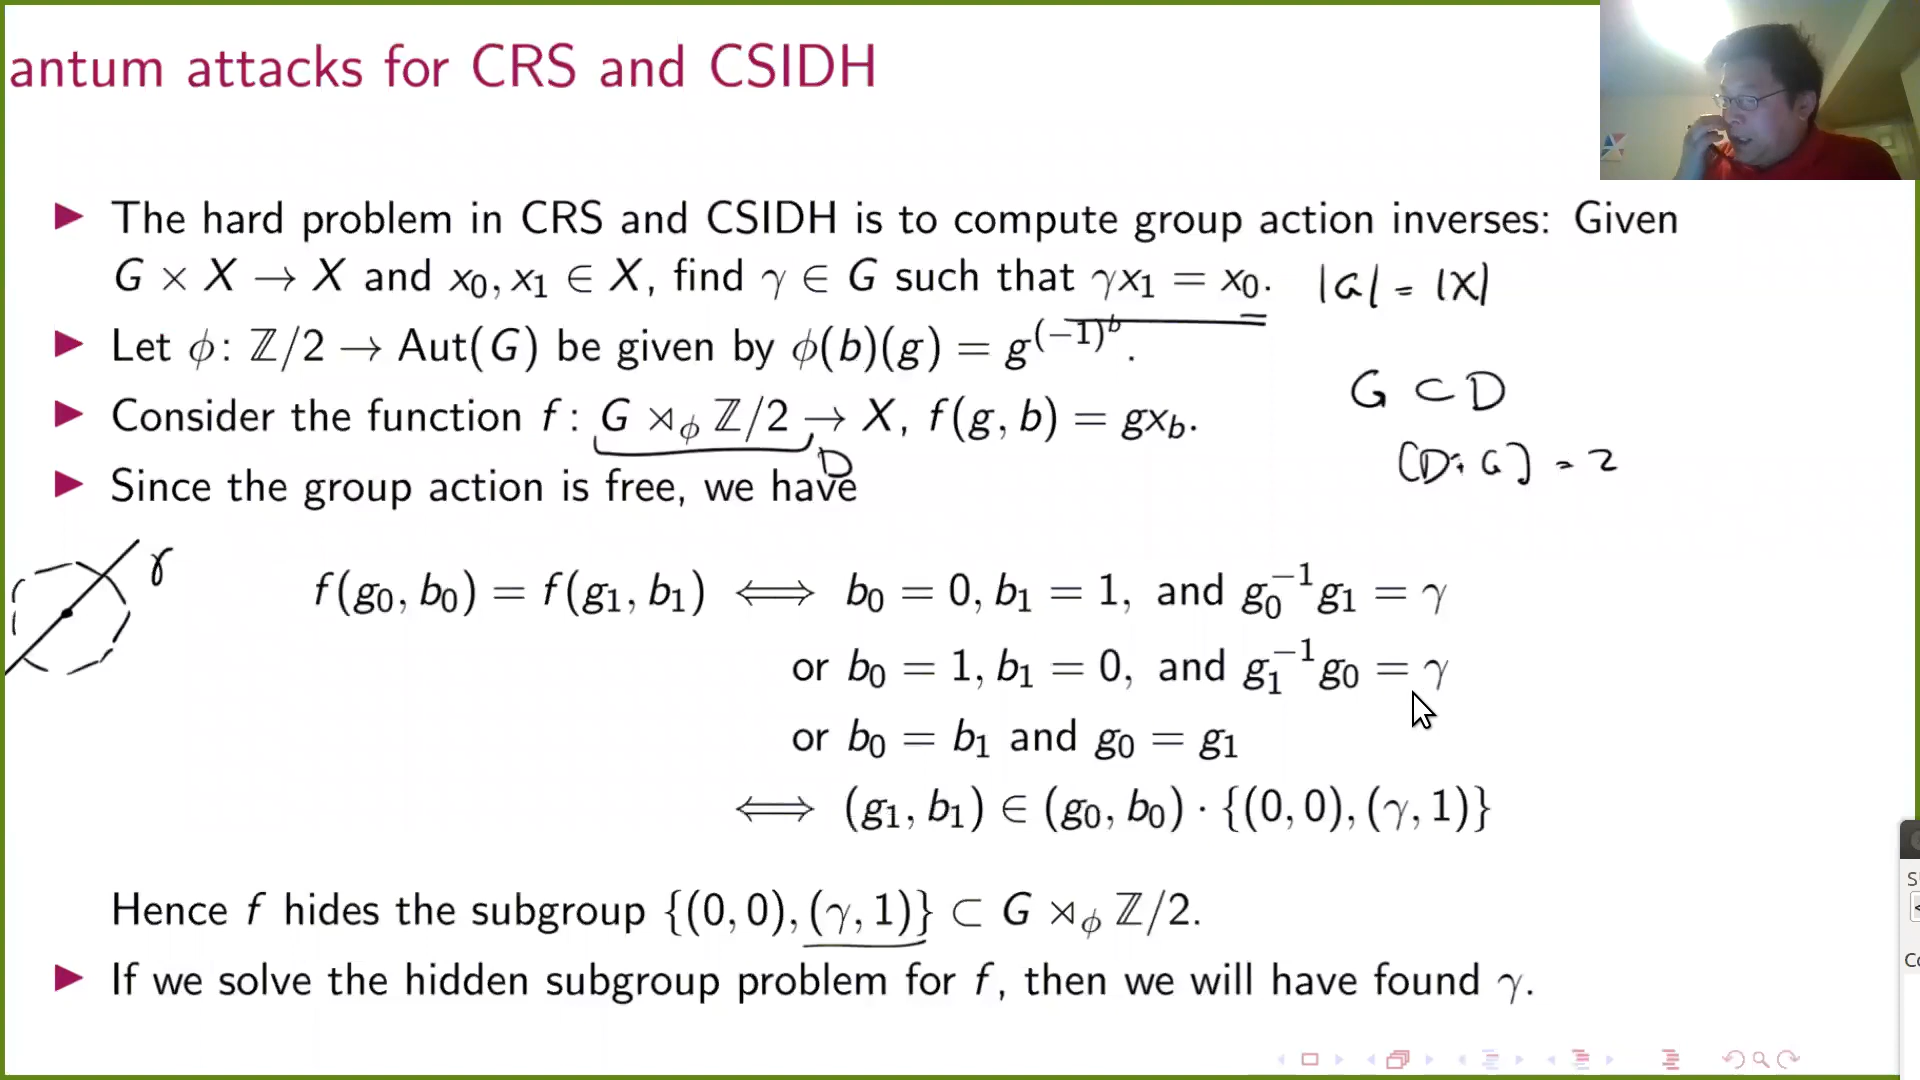 antum attacks for CRS and CSIDH
▶ The hard problem in CRS and CSIDH is to compute group action inverses: Given
G × X → X and x₀, x₁ ∈ X, find γ ∈ G such that γx₁ = x₀. |G| = |X|
▶ Let ϕ: ℤ/2 → Aut(G) be given by ϕ(b)(g) = g^(−1)^b.
G ⊂ D
▶ Consider the function f : G ⋊_ϕ ℤ/2 → X, f(g, b) = gx_b.
D
[D: G] = 2
▶ Since the group action is free, we have
γ
f(g₀, b₀) = f(g₁, b₁) ⟺ b₀ = 0, b₁ = 1, and g₀⁻¹g₁ = γ
or b₀ = 1, b₁ = 0, and g₁⁻¹g₀ = γ
or b₀ = b₁ and g₀ = g₁
⟺ (g₁, b₁) ∈ (g₀, b₀) · {(0, 0), (γ, 1)}
Hence f hides the subgroup {(0, 0), (γ, 1)} ⊂ G ⋊_ϕ ℤ/2.
▶ If we solve the hidden subgroup problem for f, then we will have found γ.